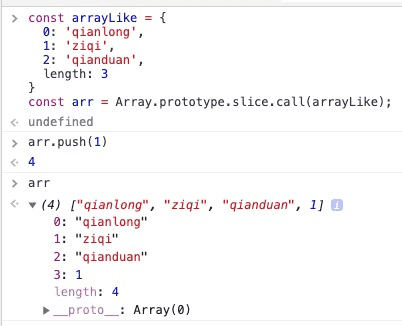 const arrayLike = {
0: 'qianlong',
1: 'ziqi',
2: 'qianduan',
length: 3
}
const arr = Array.prototype.slice.call(arrayLike);
undefined
arr.push(1)
4
arr
(4) ["qianlong", "ziqi", "qianduan", 1] i
0: "qianlong"
1: "ziqi"
2: "qianduan"
3: 1
length: 4
__proto__: Array(0)